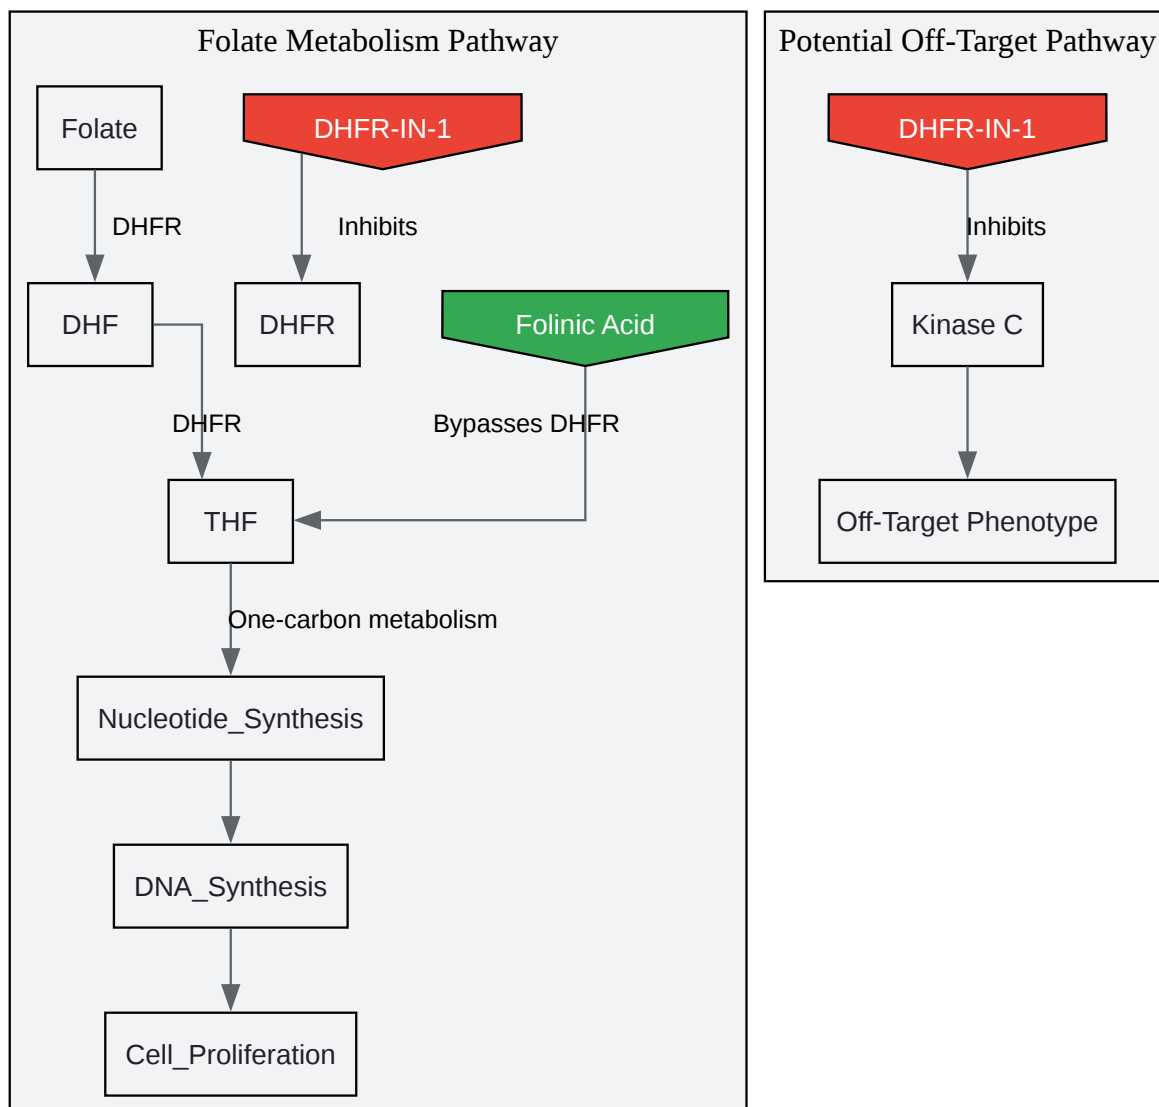 Folate Metabolism Pathway
Folate
DHFR-IN-1
DHFR
Inhibits
DHF
DHFR
Folinic Acid
DHFR
Bypasses DHFR
THF
One-carbon metabolism
Nucleotide_Synthesis
DNA_Synthesis
Cell_Proliferation
Potential Off-Target Pathway
DHFR-IN-1
Inhibits
Kinase C
Off-Target Phenotype